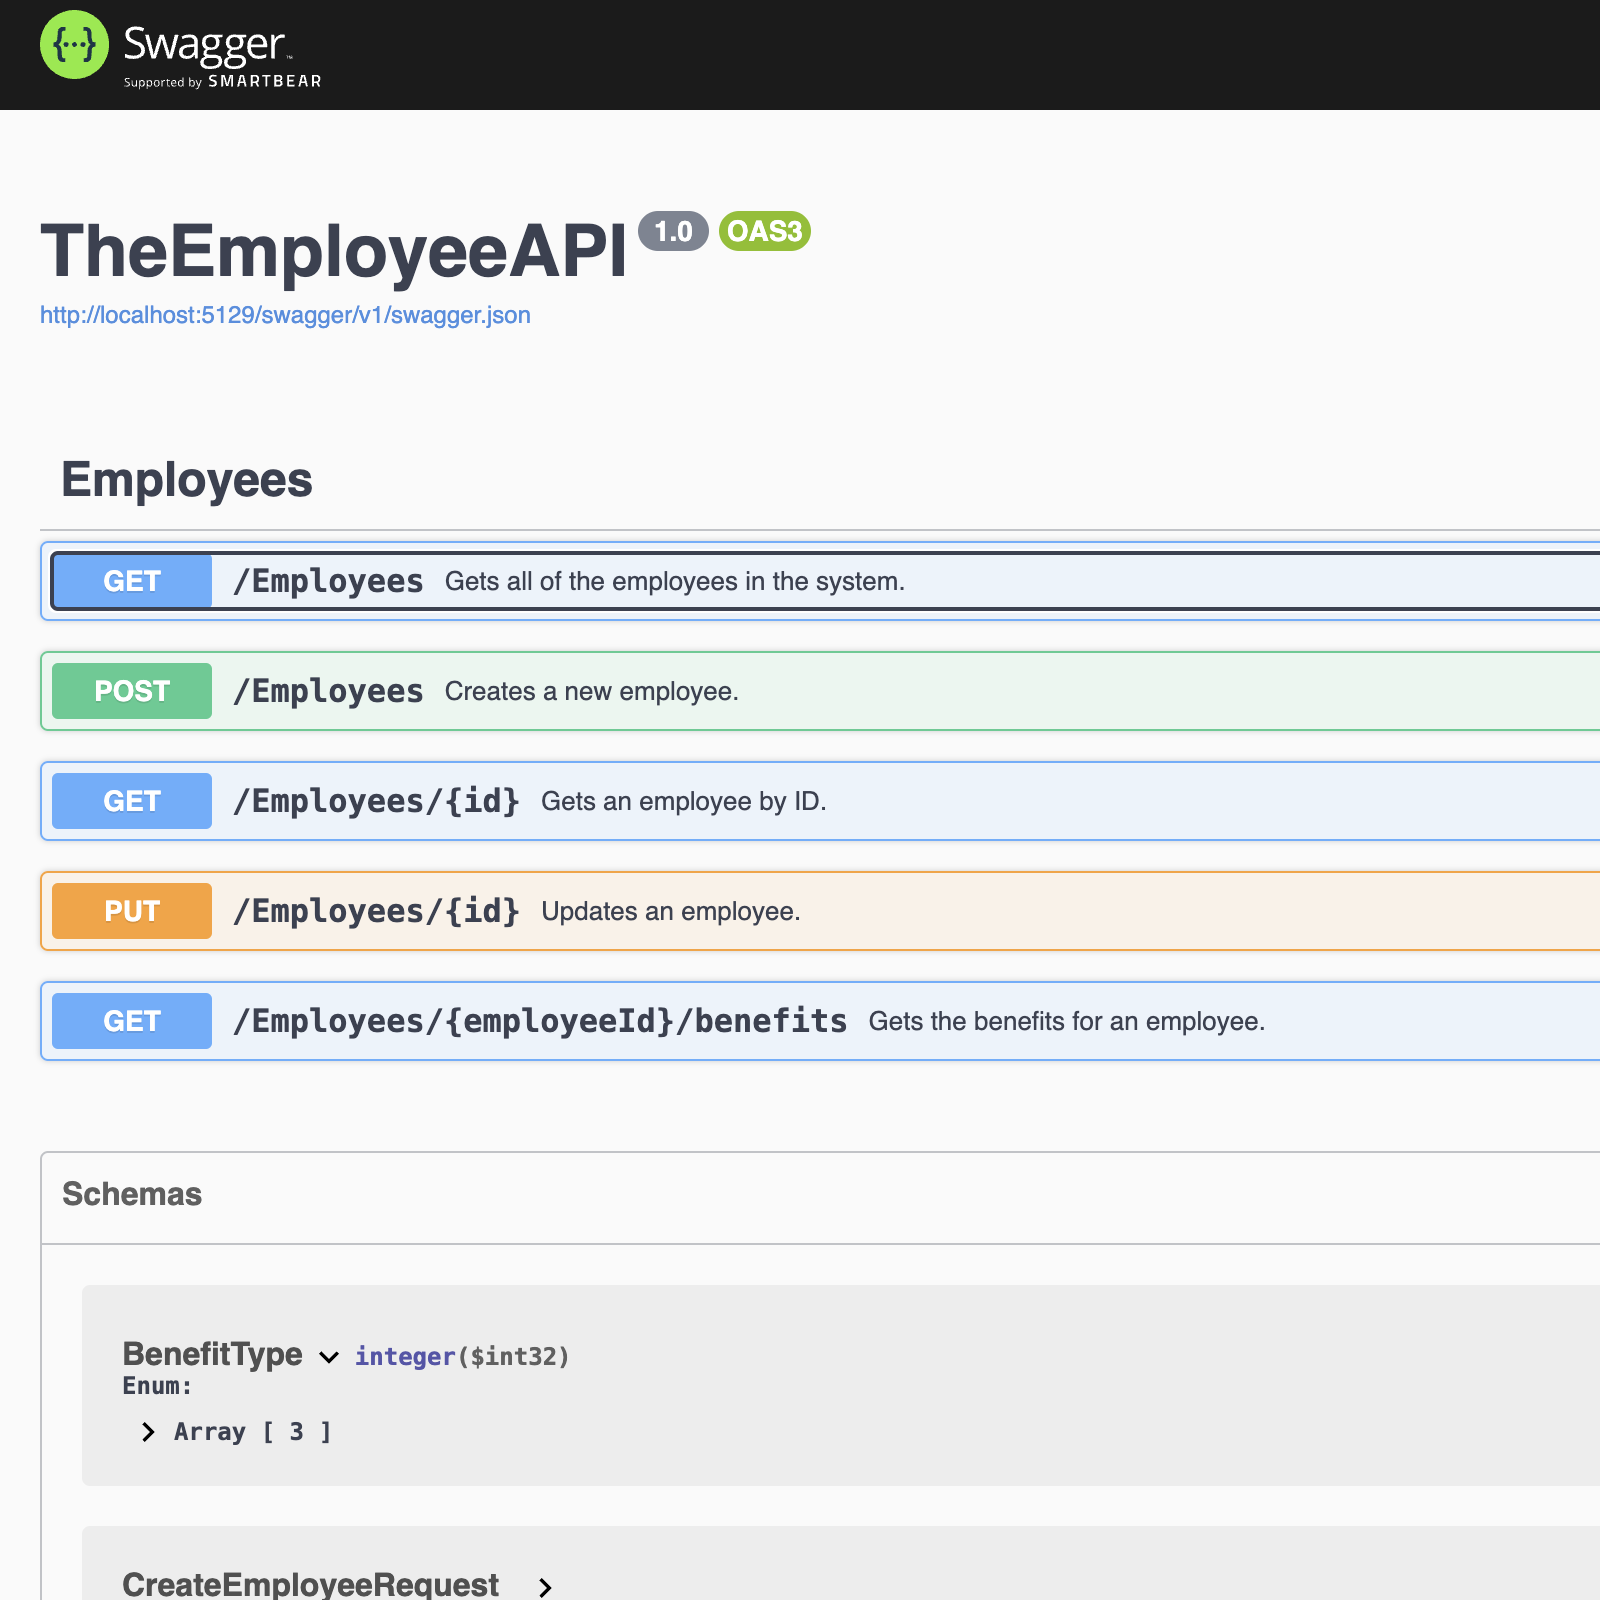 {···} Swagger™
Supported by SMARTBEAR
TheEmployeeAPI 1.0 OAS3
http://localhost:5129/swagger/v1/swagger.json
Employees
GET /Employees Gets all of the employees in the system.
POST /Employees Creates a new employee.
GET /Employees/{id} Gets an employee by ID.
PUT /Employees/{id} Updates an employee.
GET /Employees/{employeeId}/benefits Gets the benefits for an employee.
Schemas
BenefitType integer($int32)
Enum:
Array [ 3 ]
CreateEmployeeRequest